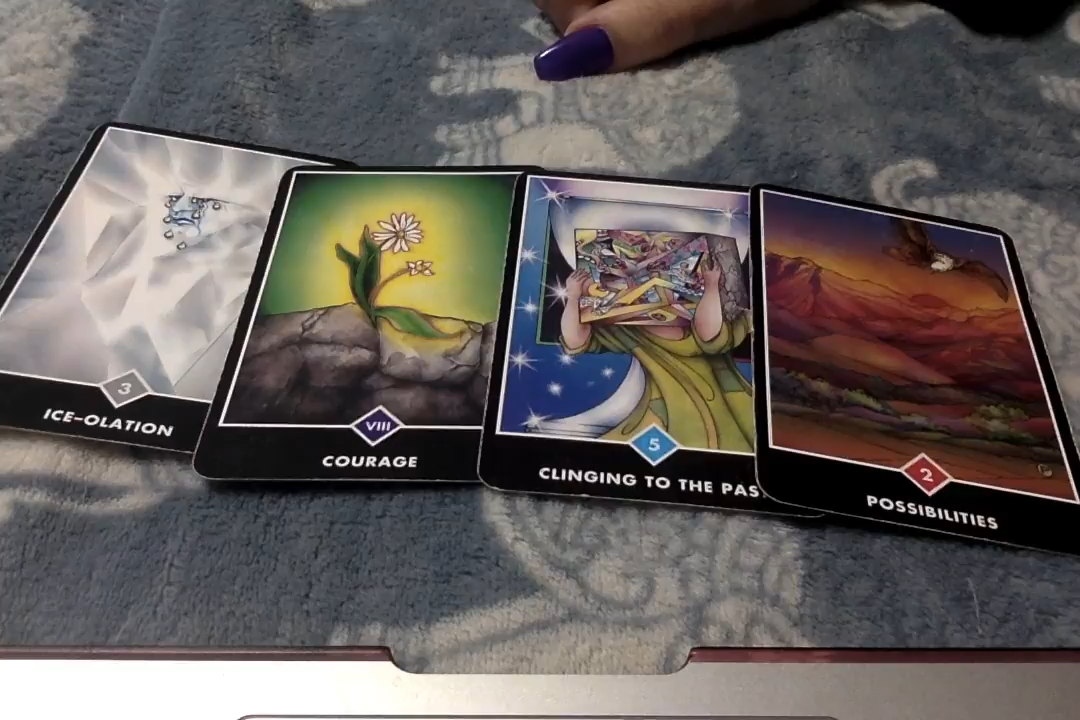 3
ICE-OLATION
VIII
COURAGE
5
CLINGING TO THE PAS
2
POSSIBILITIES